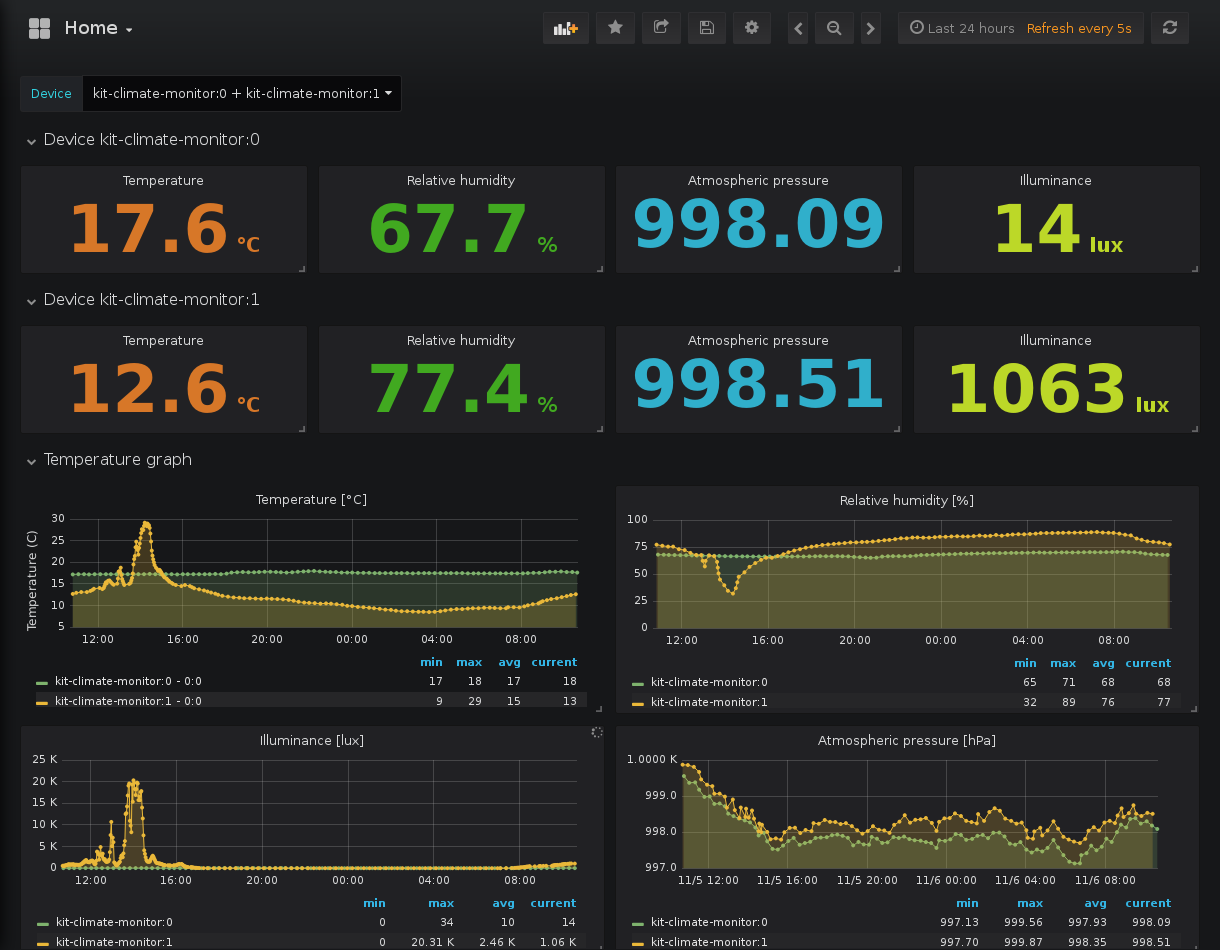 Home
Last 24 hours Refresh every 5s
Device kit-climate-monitor:0 + kit-climate-monitor:1
Device kit-climate-monitor:0
Temperature Relative humidity Atmospheric pressure Illuminance
17.6 °C 67.7 % 998.09 14 lux
Device kit-climate-monitor:1
Temperature Relative humidity Atmospheric pressure Illuminance
12.6 °C 77.4 % 998.51 1063 lux
Temperature graph
Temperature [°C]
Temperature (C)
30
25
20
15
10
5
12:00 16:00 20:00 00:00 04:00 08:00
min max avg current
kit-climate-monitor:0 - 0:0 17 18 17 18
kit-climate-monitor:1 - 0:0 9 29 15 13
Relative humidity [%]
100
75
50
25
0
12:00 16:00 20:00 00:00 04:00 08:00
min max avg current
kit-climate-monitor:0 65 71 68 68
kit-climate-monitor:1 32 89 76 77
Illuminance [lux]
25 K
20 K
15 K
10 K
5 K
0
12:00 16:00 20:00 00:00 04:00 08:00
min max avg current
kit-climate-monitor:0 0 34 10 14
kit-climate-monitor:1 0 20.31 K 2.46 K 1.06 K
Atmospheric pressure [hPa]
1.0000 K
999.0
998.0
997.0
11/5 12:00 11/5 16:00 11/5 20:00 11/6 00:00 11/6 04:00 11/6 08:00
min max avg current
kit-climate-monitor:0 997.13 999.56 997.93 998.09
kit-climate-monitor:1 997.70 999.87 998.35 998.51